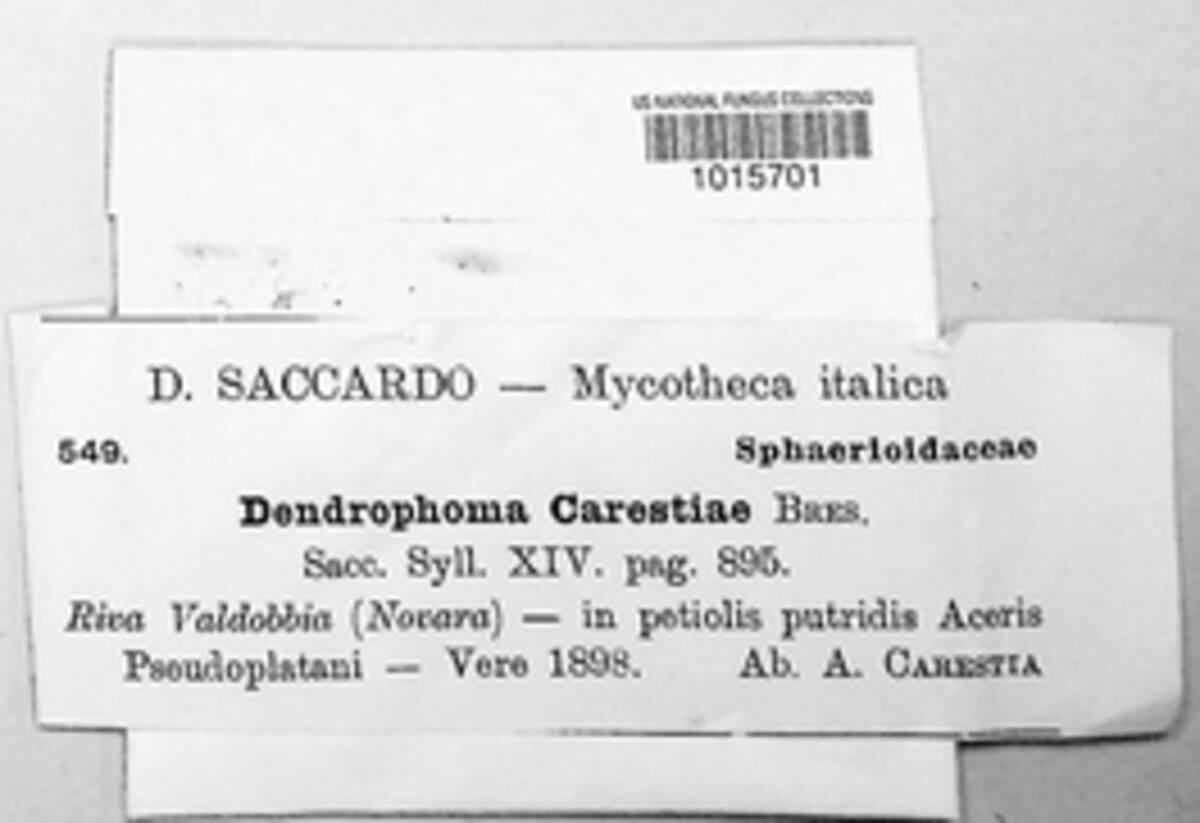 US NATIONAL FUNGUS COLLECTIONS
1015701
D. SACCARDO — Mycotheca italica
549. Sphaerioidaceae
Dendrophoma Carestiae BRES.
Sacc. Syll. XIV. pag. 895.
Riva Valdobbia (Novara) — in petiolis putridis Aceris
Pseudoplatani — Vere 1898. Ab. A. CARESTIA